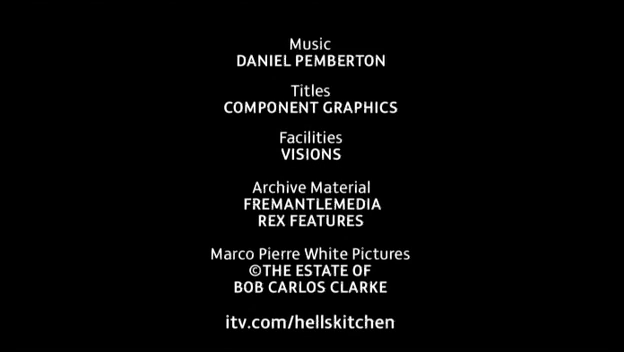 Music
DANIEL PEMBERTON
Titles
COMPONENT GRAPHICS
Facilities
VISIONS
Archive Material
FREMANTLEMEDIA
REX FEATURES
Marco Pierre White Pictures
©THE ESTATE OF
BOB CARLOS CLARKE
itv.com/hellskitchen